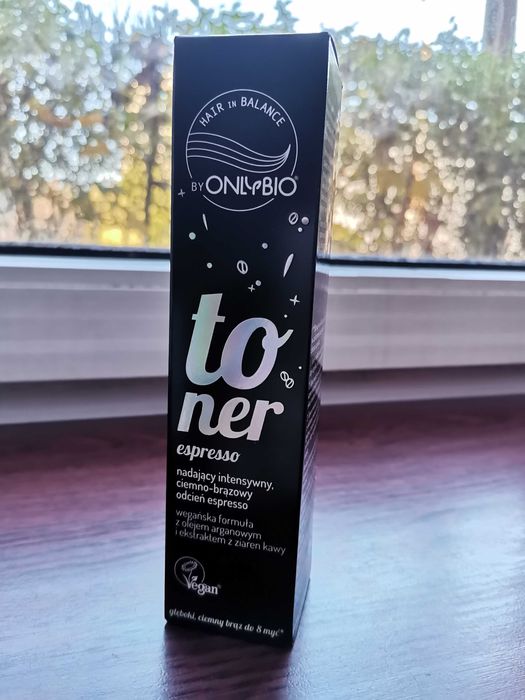 HAIR IN BALANCE
BY ONLYBIO®
to
ner
espresso
nadający intensywny,
ciemno-brązowy
odcień espresso
wegańska formuła
z olejem arganowym
i ekstraktem z ziaren kawy
Vegan
głęboki, ciemny brąz do 8 myć*